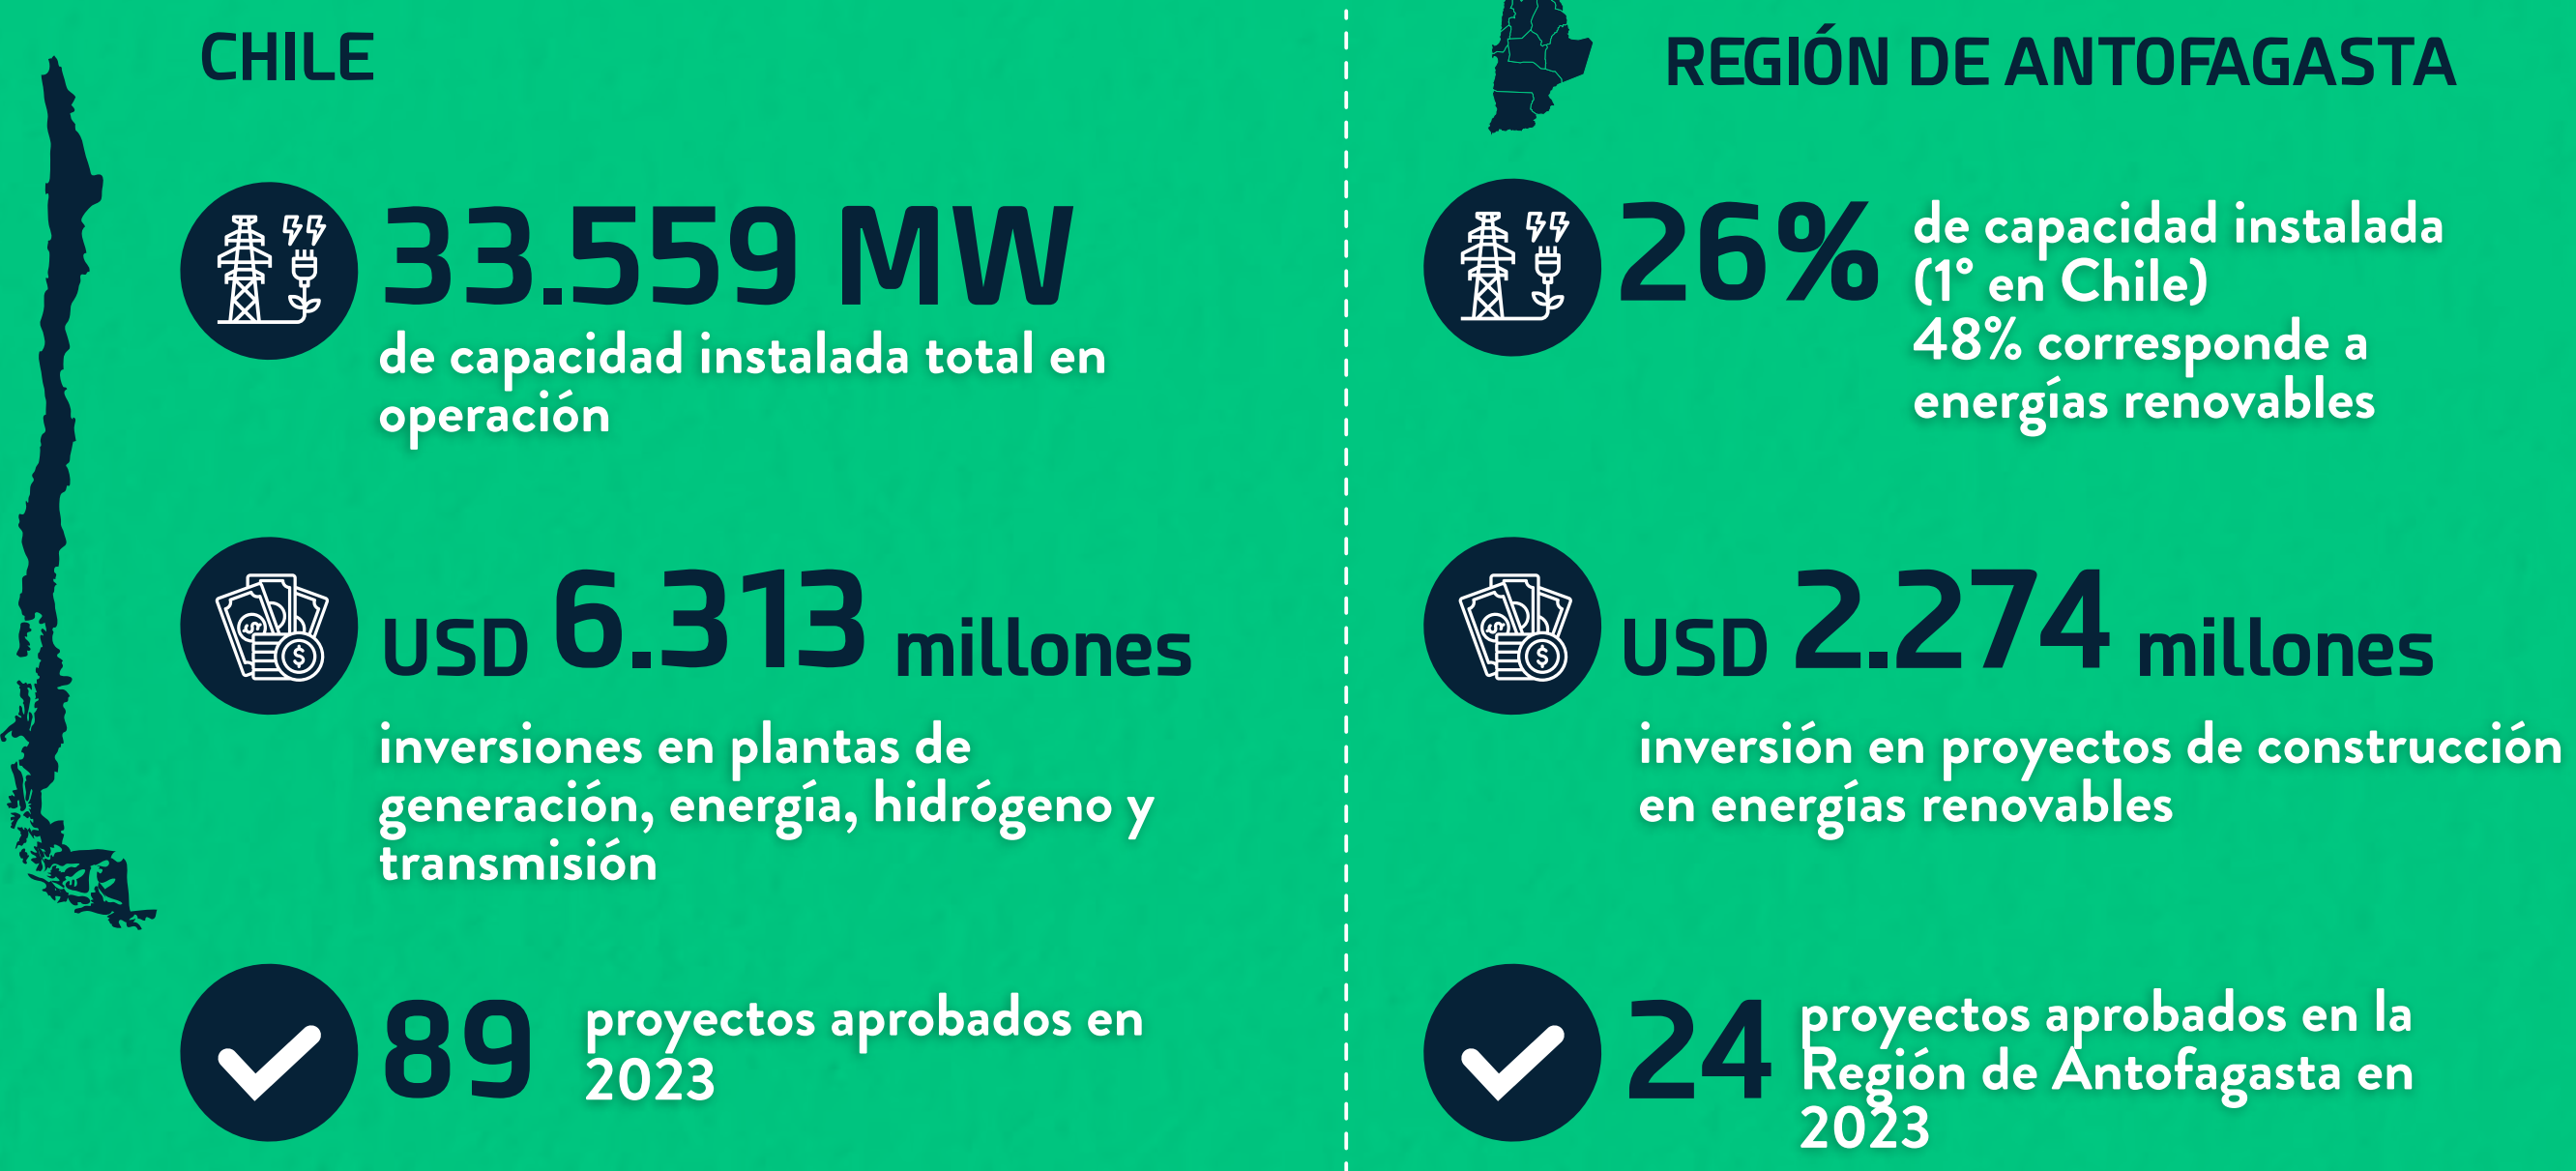 CHILE
33.559 MW
de capacidad instalada total en
operación
USD 6.313 millones
inversiones en plantas de
generación, energía, hidrógeno y
transmisión
89
proyectos aprobados en
2023
REGIÓN DE ANTOFAGASTA
26%
de capacidad instalada
(1° en Chile)
48% corresponde a
energías renovables
USD 2.274 millones
inversión en proyectos de construcción
en energías renovables
24
proyectos aprobados en la
Región de Antofagasta en
2023